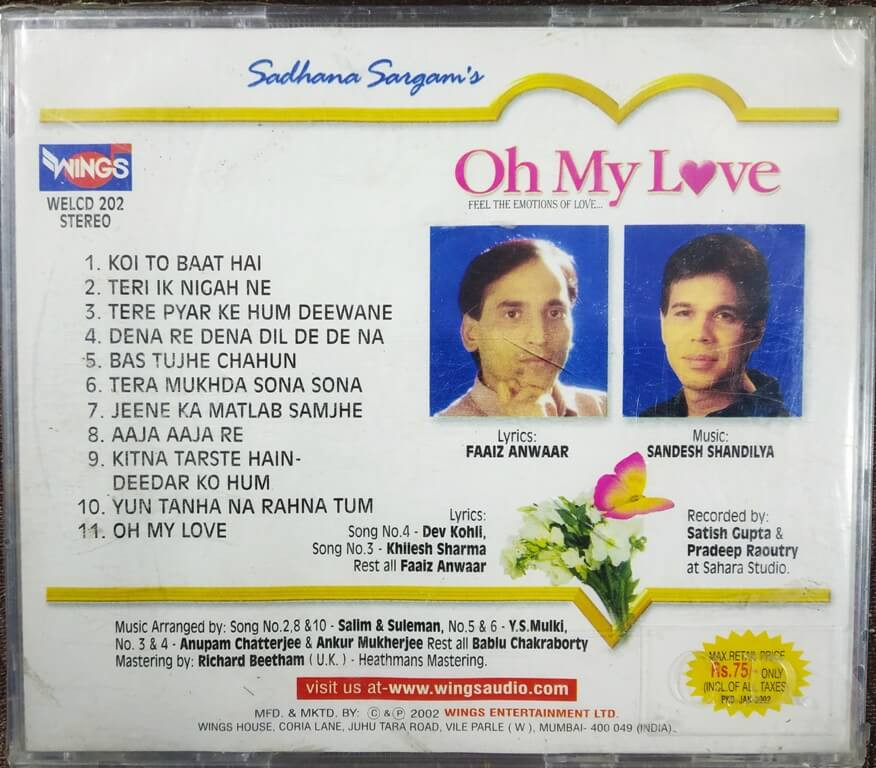 Sadhana Sargam's
WINGS
WELCD 202
STEREO
Oh My Love
FEEL THE EMOTIONS OF LOVE...
1. KOI TO BAAT HAI
2. TERI IK NIGAH NE
3. TERE PYAR KE HUM DEEWANE
4. DENA RE DENA DIL DE DE NA
5. BAS TUJHE CHAHUN
6. TERA MUKHDA SONA SONA
7. JEENE KA MATLAB SAMJHE
8. AAJA AAJA RE
9. KITNA TARSTE HAIN-
DEEDAR KO HUM
10. YUN TANHA NA RAHNA TUM
11. OH MY LOVE
Lyrics:
FAAIZ ANWAAR
Music:
SANDESH SHANDILYA
Lyrics:
Song No.4 - Dev Kohli,
Song No.3 - Khilesh Sharma
Rest all Faaiz Anwaar
Recorded by:
Satish Gupta &
Pradeep Raoutry
at Sahara Studio.
Music Arranged by: Song No.2,8 &10 - Salim & Suleman, No.5 & 6 - Y.S.Mulki,
No. 3 & 4 - Anupam Chatterjee & Ankur Mukherjee Rest all Bablu Chakraborty
Mastering by: Richard Beetham ( U.K. ) - Heathmans Mastering.
visit us at-www.wingsaudio.com
MFD. & MKTD. BY: © & ℗ 2002 WINGS ENTERTAINMENT LTD.
WINGS HOUSE, CORIA LANE, JUHU TARA ROAD, VILE PARLE ( W ), MUMBAI- 400 049 (INDIA).
MAX.RETAIL PRICE
Rs.75/- ONLY
(INCL.OF ALL TAXES)
PKD. JAN-2002